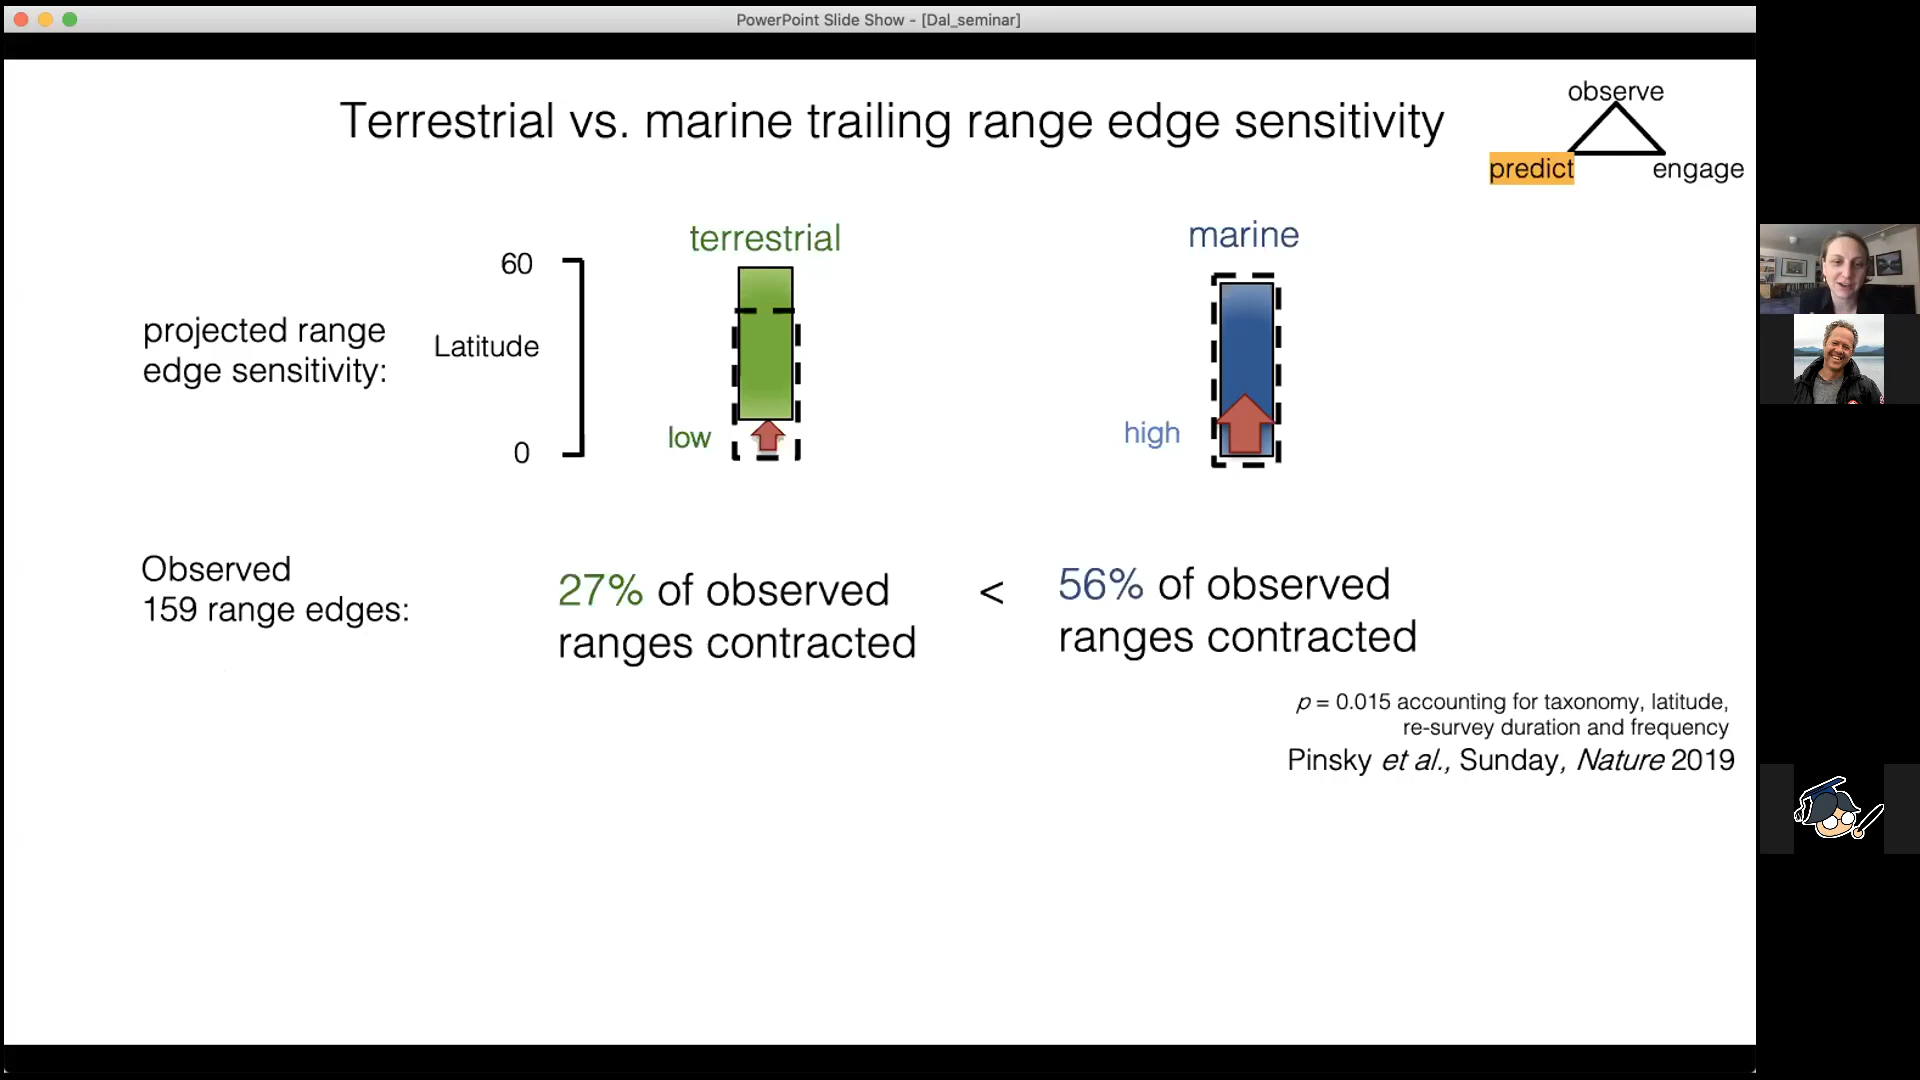 PowerPoint Slide Show - [Dal_seminar]
Terrestrial vs. marine trailing range edge sensitivity
observe
predict
engage
terrestrial
marine
60
projected range
edge sensitivity:
Latitude
low
high
0
Observed
159 range edges:
27% of observed
ranges contracted
<
56% of observed
ranges contracted
p = 0.015 accounting for taxonomy, latitude,
re-survey duration and frequency
Pinsky et al., Sunday, Nature 2019